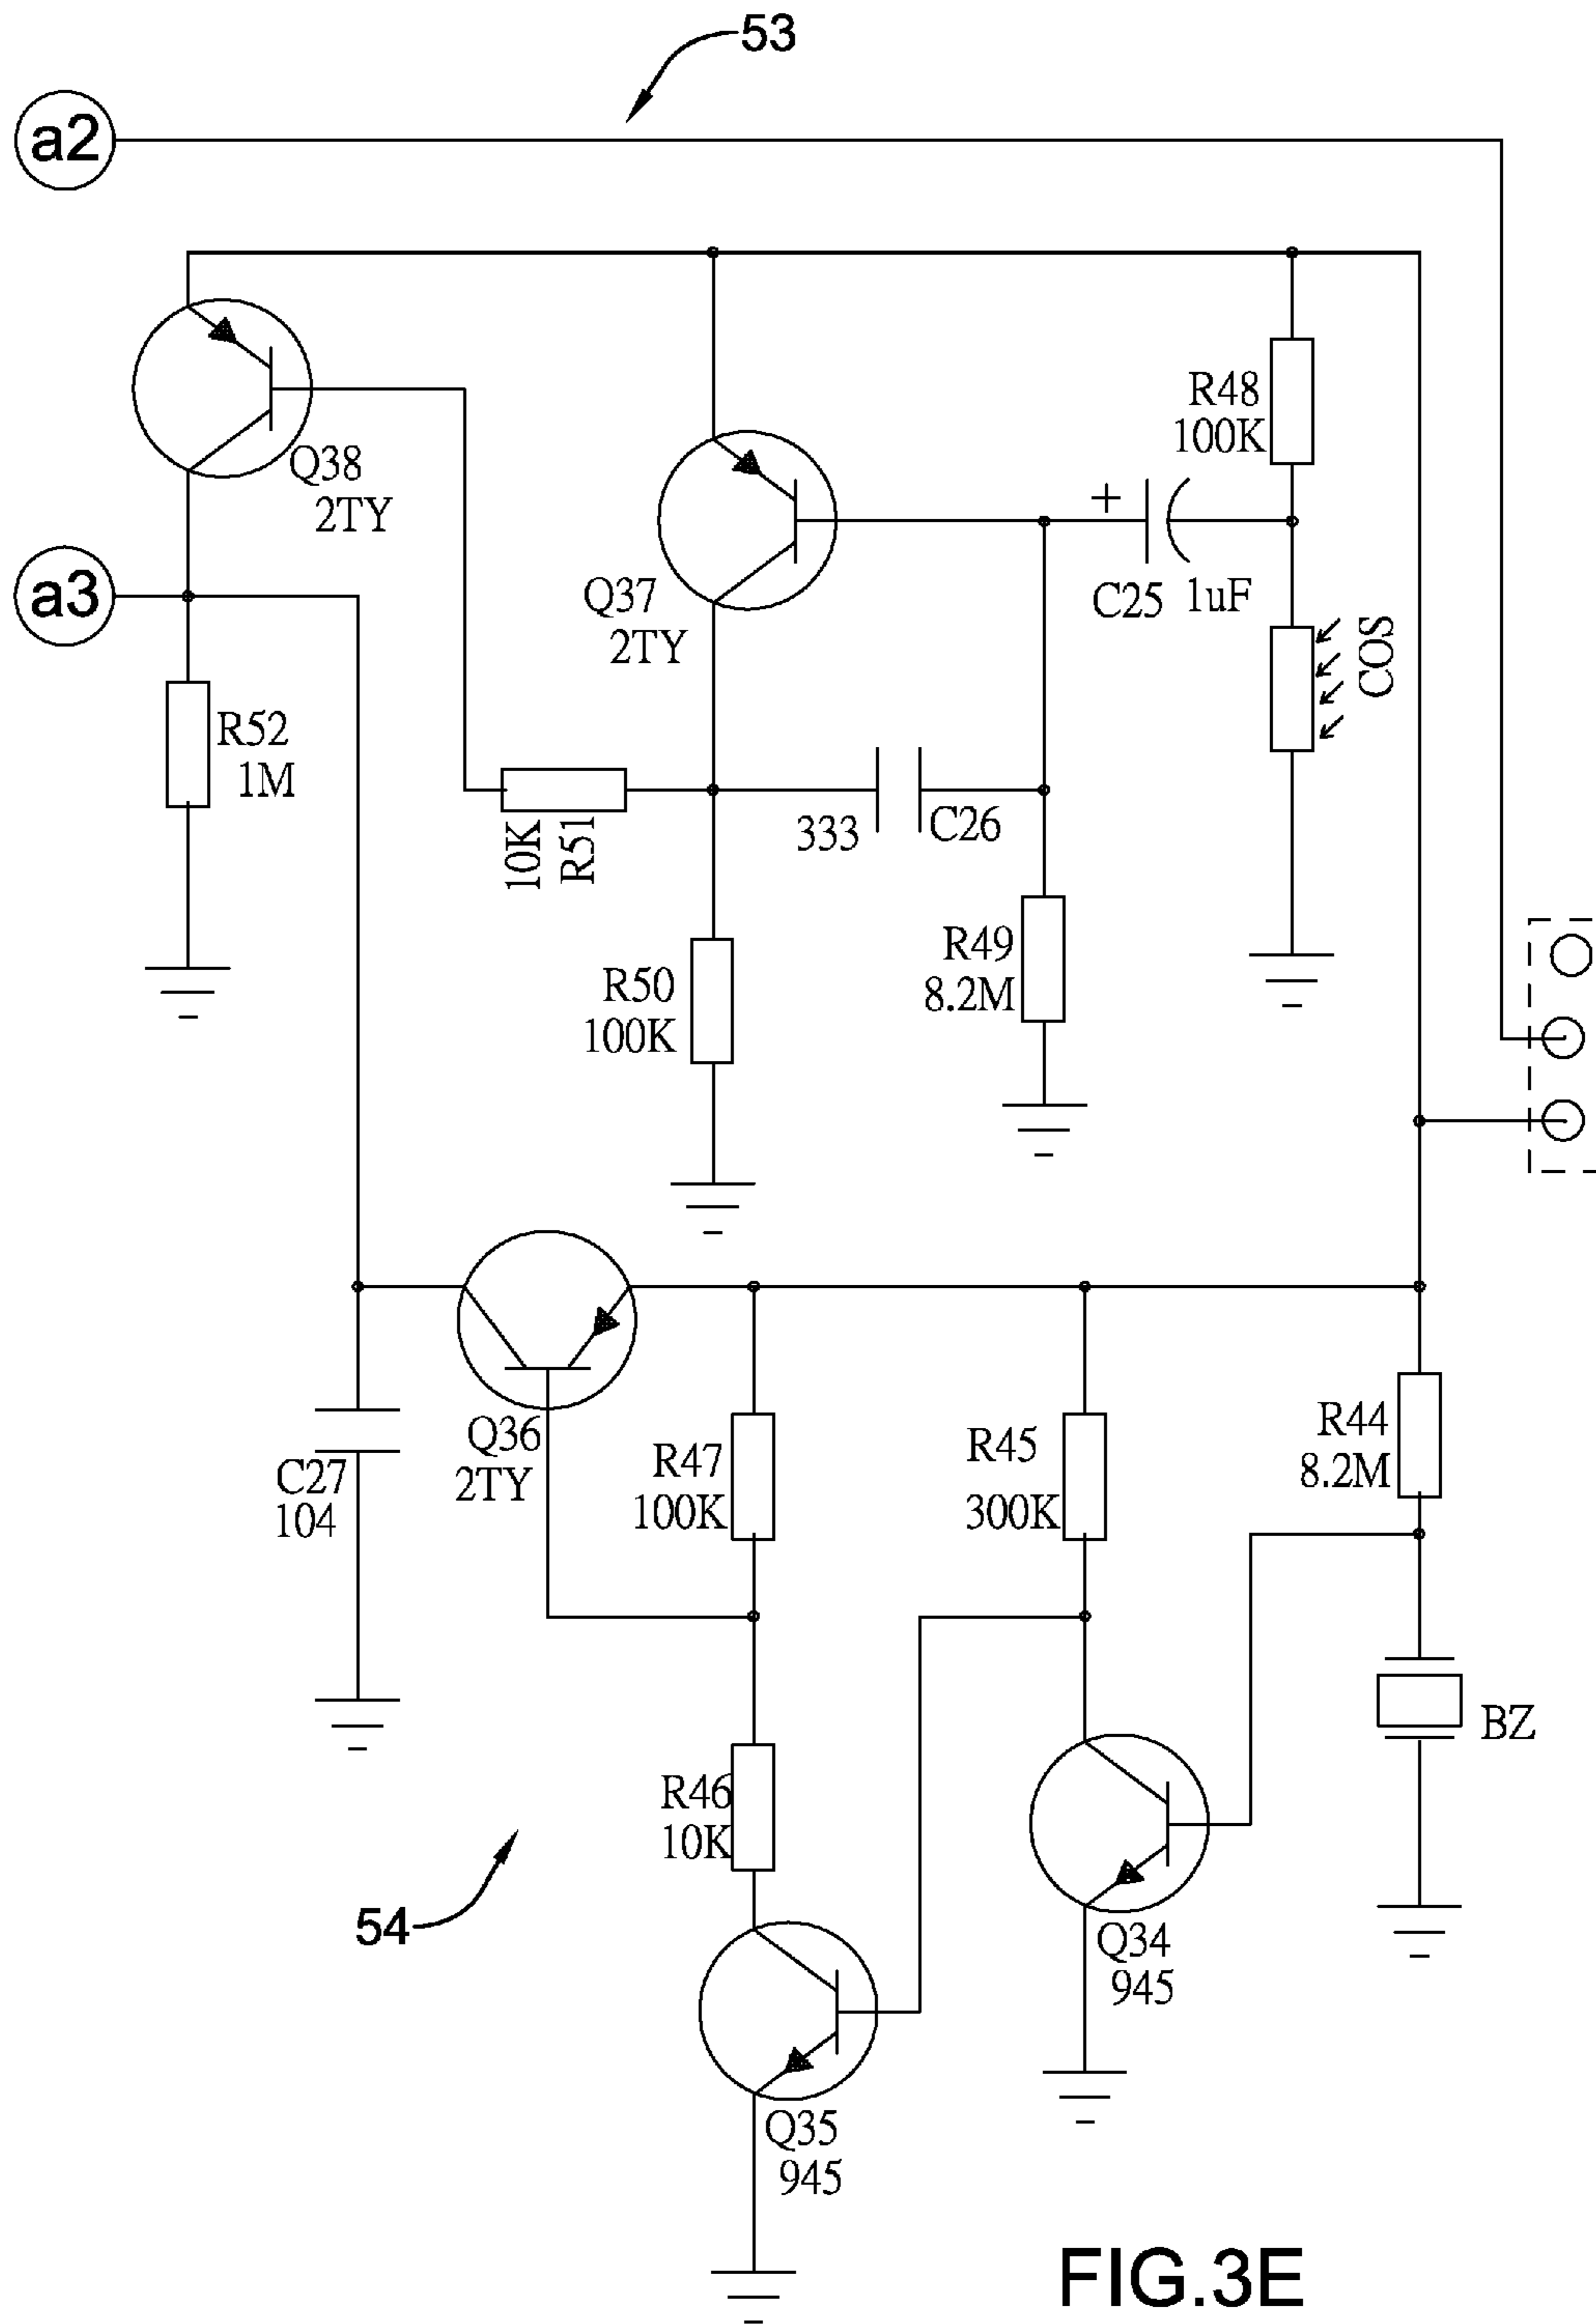 53
a2
Q38
2TY
R48
100K
+
C25
1uF
Q37
2TY
COS
a3
R52
1M
10K
R51
333
C26
R49
8.2M
R50
100K
Q36
2TY
C27
104
R47
100K
R45
300K
R44
8.2M
BZ
R46
10K
54
Q34
945
Q35
945
FIG.3E